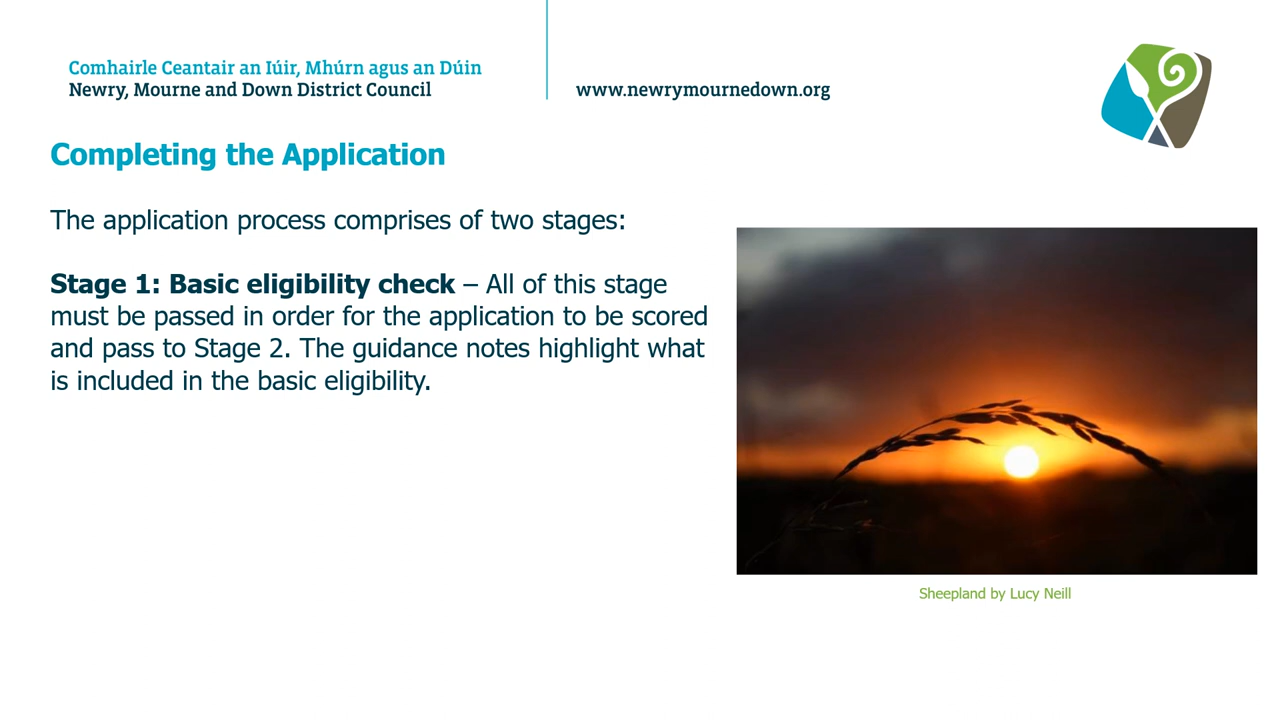 Comhairle Ceantair an Iúir, Mhúrn agus an Dúin
Newry, Mourne and Down District Council
www.newrymournedown.org
Completing the Application
The application process comprises of two stages:
Stage 1: Basic eligibility check – All of this stage
must be passed in order for the application to be scored
and pass to Stage 2. The guidance notes highlight what
is included in the basic eligibility.
Sheepland by Lucy Neill